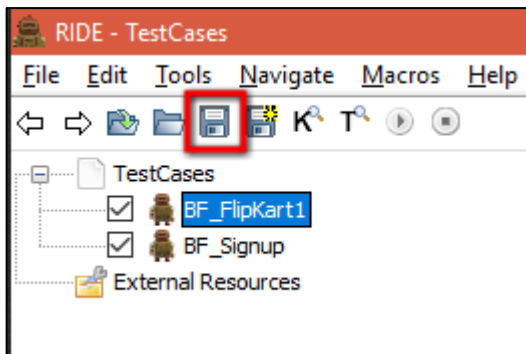 RIDE - TestCases
File Edit Tools Navigate Macros Help
K T
TestCases
BF_FlipKart1
BF_Signup
External Resources